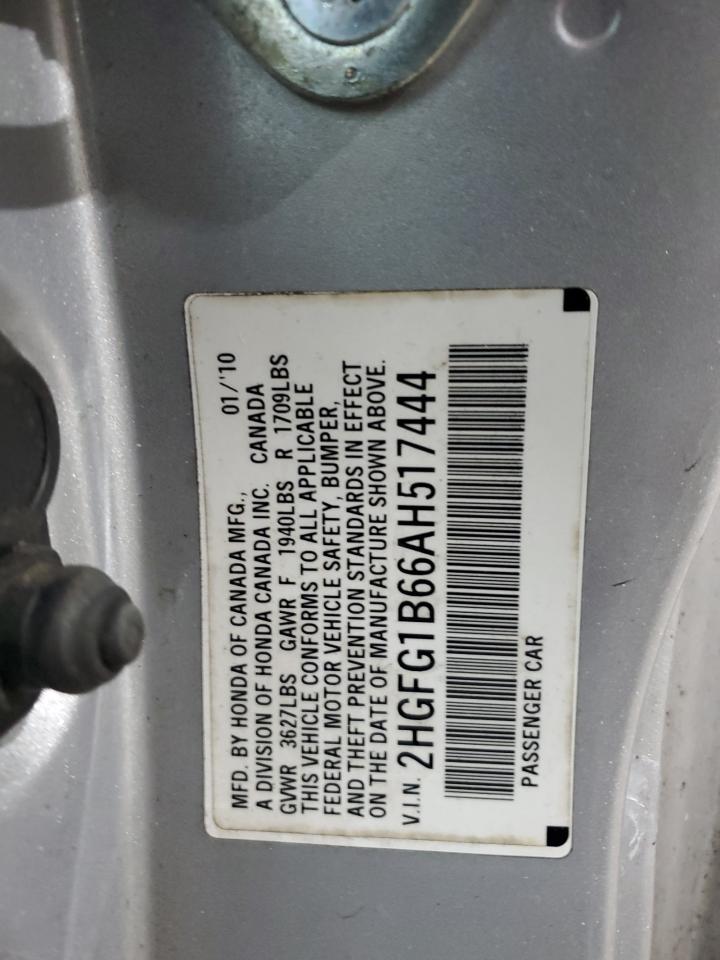 MFD. BY HONDA OF CANADA MFG., 01/'10
A DIVISION OF HONDA CANADA INC. CANADA
GVWR 3627LBS GAWR F 1940LBS R 1709LBS
THIS VEHICLE CONFORMS TO ALL APPLICABLE
FEDERAL MOTOR VEHICLE SAFETY, BUMPER,
AND THEFT PREVENTION STANDARDS IN EFFECT
ON THE DATE OF MANUFACTURE SHOWN ABOVE.
V.I.N. 2HGFG1B66AH517444
PASSENGER CAR